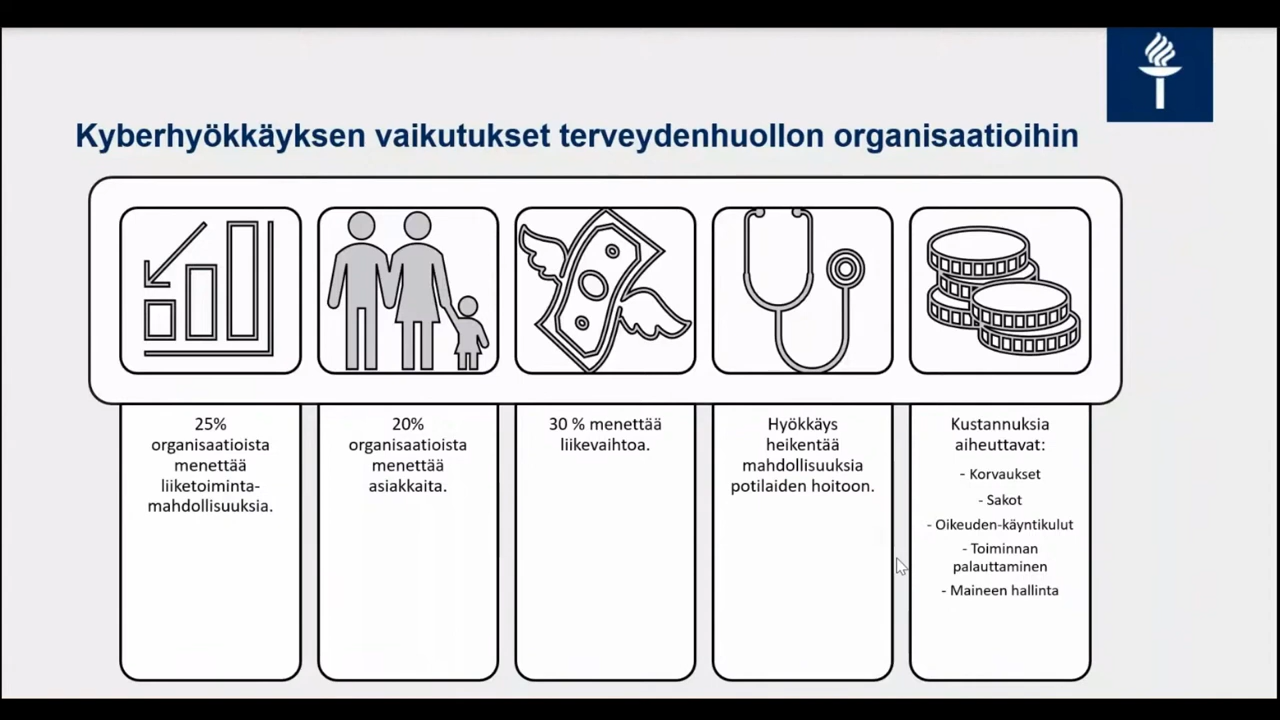 Kyberhyökkäyksen vaikutukset terveydenhuollon organisaatioihin
25%
organisaatioista
menettää
liiketoiminta-
mahdollisuuksia.
20%
organisaatioista
menettää
asiakkaita.
30 % menettää
liikevaihtoa.
Hyökkäys
heikentää
mahdollisuuksia
potilaiden hoitoon.
Kustannuksia
aiheuttavat:
- Korvaukset
- Sakot
- Oikeuden-käyntikulut
- Toiminnan
palauttaminen
- Maineen hallinta